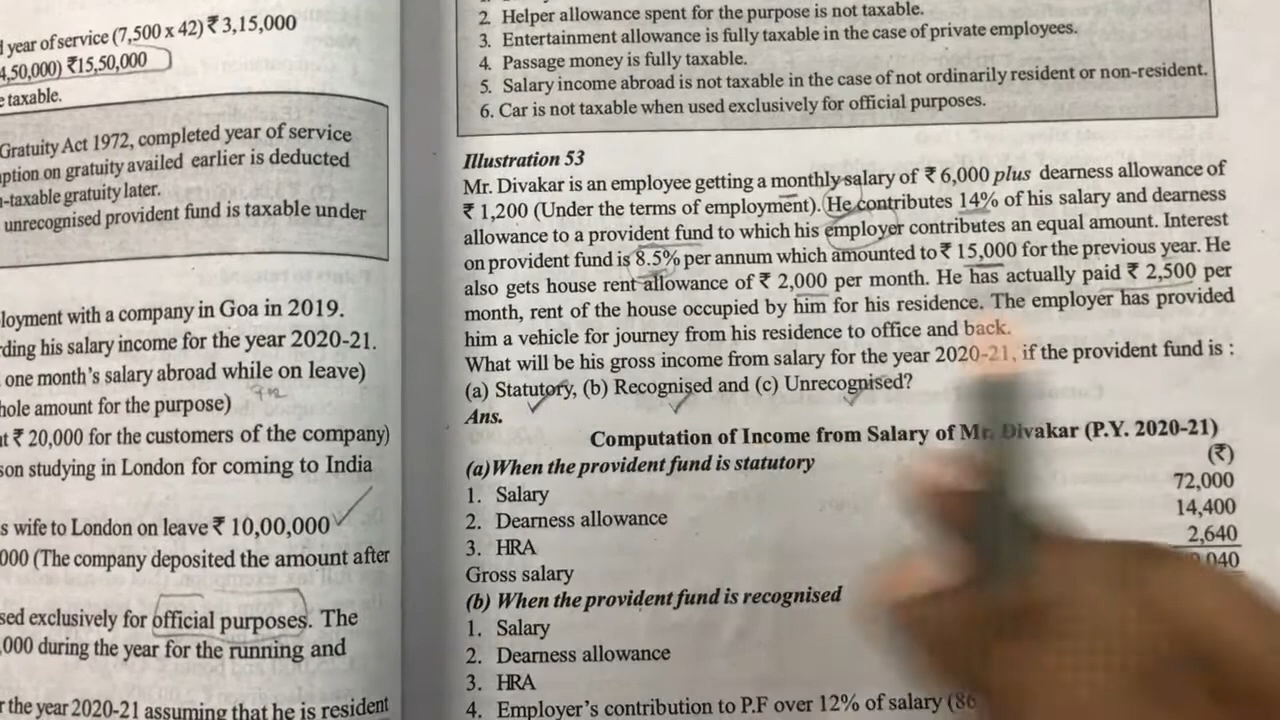 d year of service (7,500 x 42) ₹ 3,15,000
4,50,000) ₹15,50,000
e taxable.
Gratuity Act 1972, completed year of service
ption on gratuity availed earlier is deducted
-taxable gratuity later.
unrecognised provident fund is taxable under
loyment with a company in Goa in 2019.
ding his salary income for the year 2020-21.
one month's salary abroad while on leave)
hole amount for the purpose)
at ₹ 20,000 for the customers of the company)
son studying in London for coming to India
s wife to London on leave ₹ 10,00,000
000 (The company deposited the amount after
sed exclusively for official purposes. The
,000 during the year for the running and
r the year 2020-21 assuming that he is resident
2. Helper allowance spent for the purpose is not taxable.
3. Entertainment allowance is fully taxable in the case of private employees.
4. Passage money is fully taxable.
5. Salary income abroad is not taxable in the case of not ordinarily resident or non-resident.
6. Car is not taxable when used exclusively for official purposes.
Illustration 53
Mr. Divakar is an employee getting a monthly salary of ₹ 6,000 plus dearness allowance of
₹ 1,200 (Under the terms of employment). He contributes 14% of his salary and dearness
allowance to a provident fund to which his employer contributes an equal amount. Interest
on provident fund is 8.5% per annum which amounted to ₹ 15,000 for the previous year. He
also gets house rent allowance of ₹ 2,000 per month. He has actually paid ₹ 2,500 per
month, rent of the house occupied by him for his residence. The employer has provided
him a vehicle for journey from his residence to office and back.
What will be his gross income from salary for the year 2020-21, if the provident fund is :
(a) Statutory, (b) Recognised and (c) Unrecognised?
Ans.
Computation of Income from Salary of Mr. Divakar (P.Y. 2020-21)
(₹)
(a) When the provident fund is statutory
1. Salary 72,000
2. Dearness allowance 14,400
3. HRA 2,640
Gross salary 040
(b) When the provident fund is recognised
1. Salary
2. Dearness allowance
3. HRA
4. Employer's contribution to P.F over 12% of salary (86